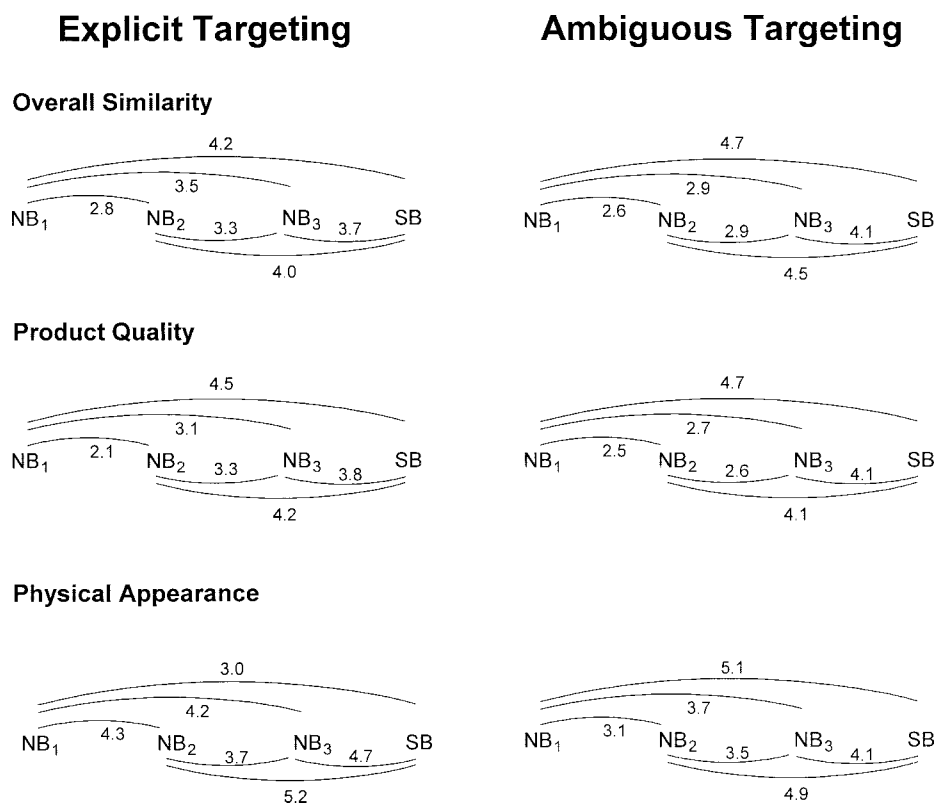 Explicit Targeting Ambiguous Targeting
Overall Similarity
4.2 4.7
3.5 2.9
2.8 2.6
NB1 NB2 NB3 SB NB1 NB2 NB3 SB
3.3 3.7 2.9 4.1
4.0 4.5
Product Quality
4.5 4.7
3.1 2.7
2.1 2.5
NB1 NB2 NB3 SB NB1 NB2 NB3 SB
3.3 3.8 2.6 4.1
4.2 4.1
Physical Appearance
3.0 5.1
4.2 3.7
4.3 3.1
NB1 NB2 NB3 SB NB1 NB2 NB3 SB
3.7 4.7 3.5 4.1
5.2 4.9